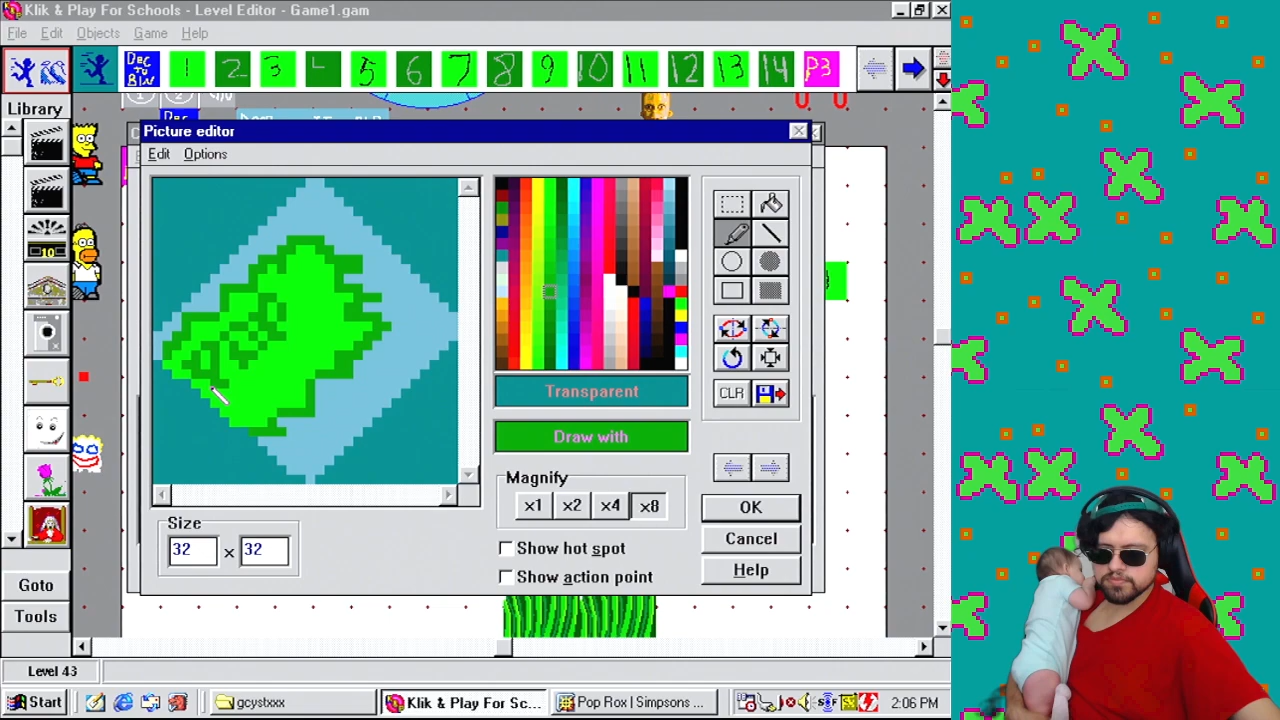 Klik & Play For Schools - Level Editor - Game1.gam
File Edit Objects Game Help
DEC TO BW 1 2 3 4 5 6 7 8 9 10 11 12 13 14 P3
Library
Picture editor
Edit Options
10
Transparent
Draw with
Magnify
x1 x2 x4 x8
CLR
OK
Cancel
Help
Show hot spot
Show action point
Size
32 x 32
Goto
Tools
Level 43
Start gcystxxx Klik & Play For Sc... Pop Rox | Simpsons ... 2:06 PM